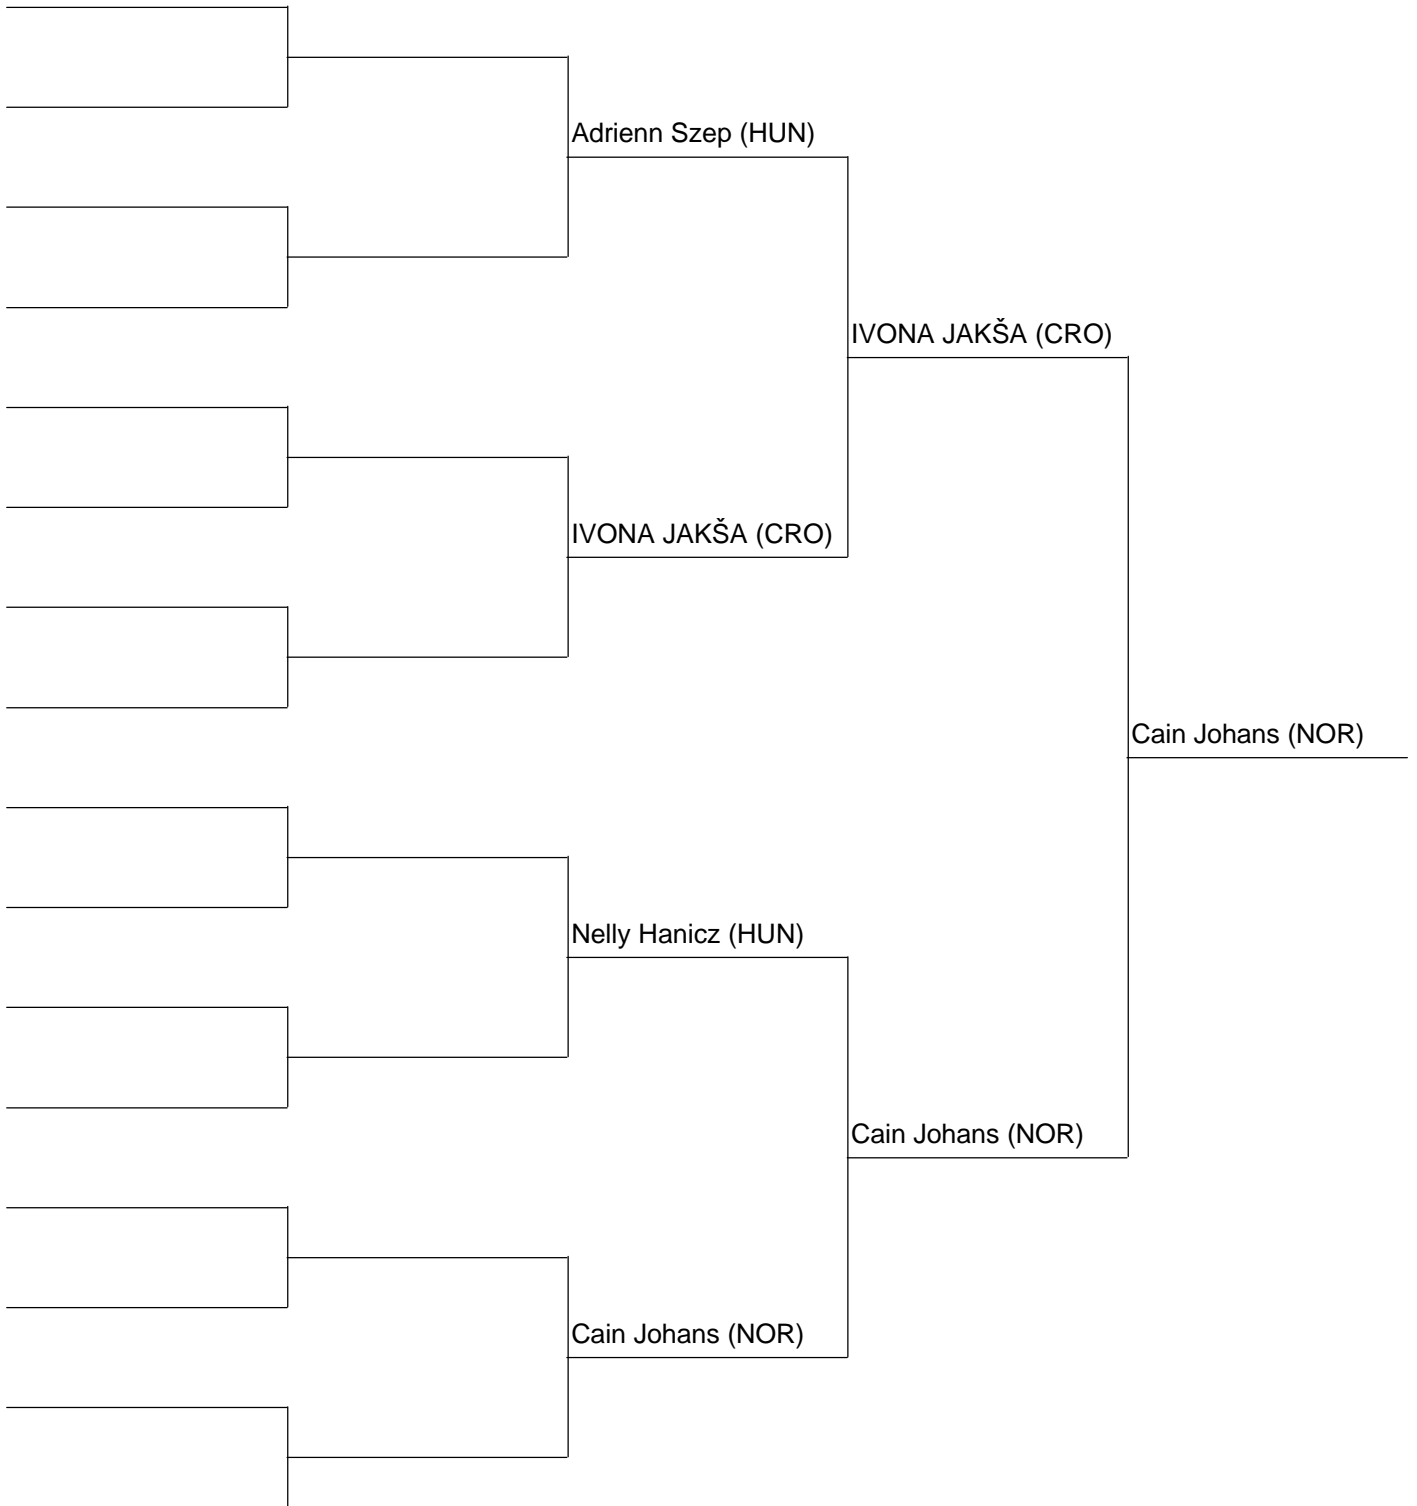 Adrienn Szep (HUN)
IVONA JAKŠA (CRO)
IVONA JAKŠA (CRO)
Cain Johans (NOR)
Nelly Hanicz (HUN)
Cain Johans (NOR)
Cain Johans (NOR)